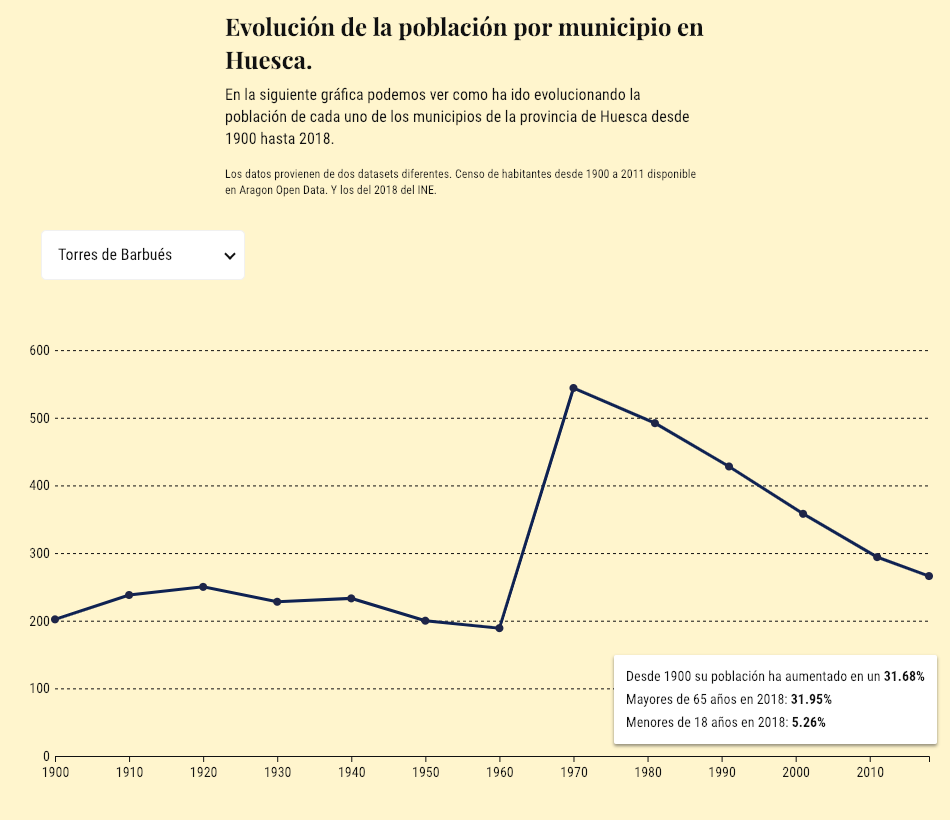 Evolución de la población por municipio en
Huesca.
En la siguiente gráfica podemos ver como ha ido evolucionando la
población de cada uno de los municipios de la provincia de Huesca desde
1900 hasta 2018.
Los datos provienen de dos datasets diferentes. Censo de habitantes desde 1900 a 2011 disponible
en Aragon Open Data. Y los del 2018 del INE.
Torres de Barbués
600
500
400
300
200
100
0
Desde 1900 su población ha aumentado en un 31.68%
Mayores de 65 años en 2018: 31.95%
Menores de 18 años en 2018: 5.26%
1900 1910 1920 1930 1940 1950 1960 1970 1980 1990 2000 2010